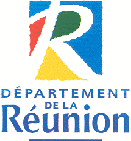 DÉPARTEMENT
DE LA
Réunion